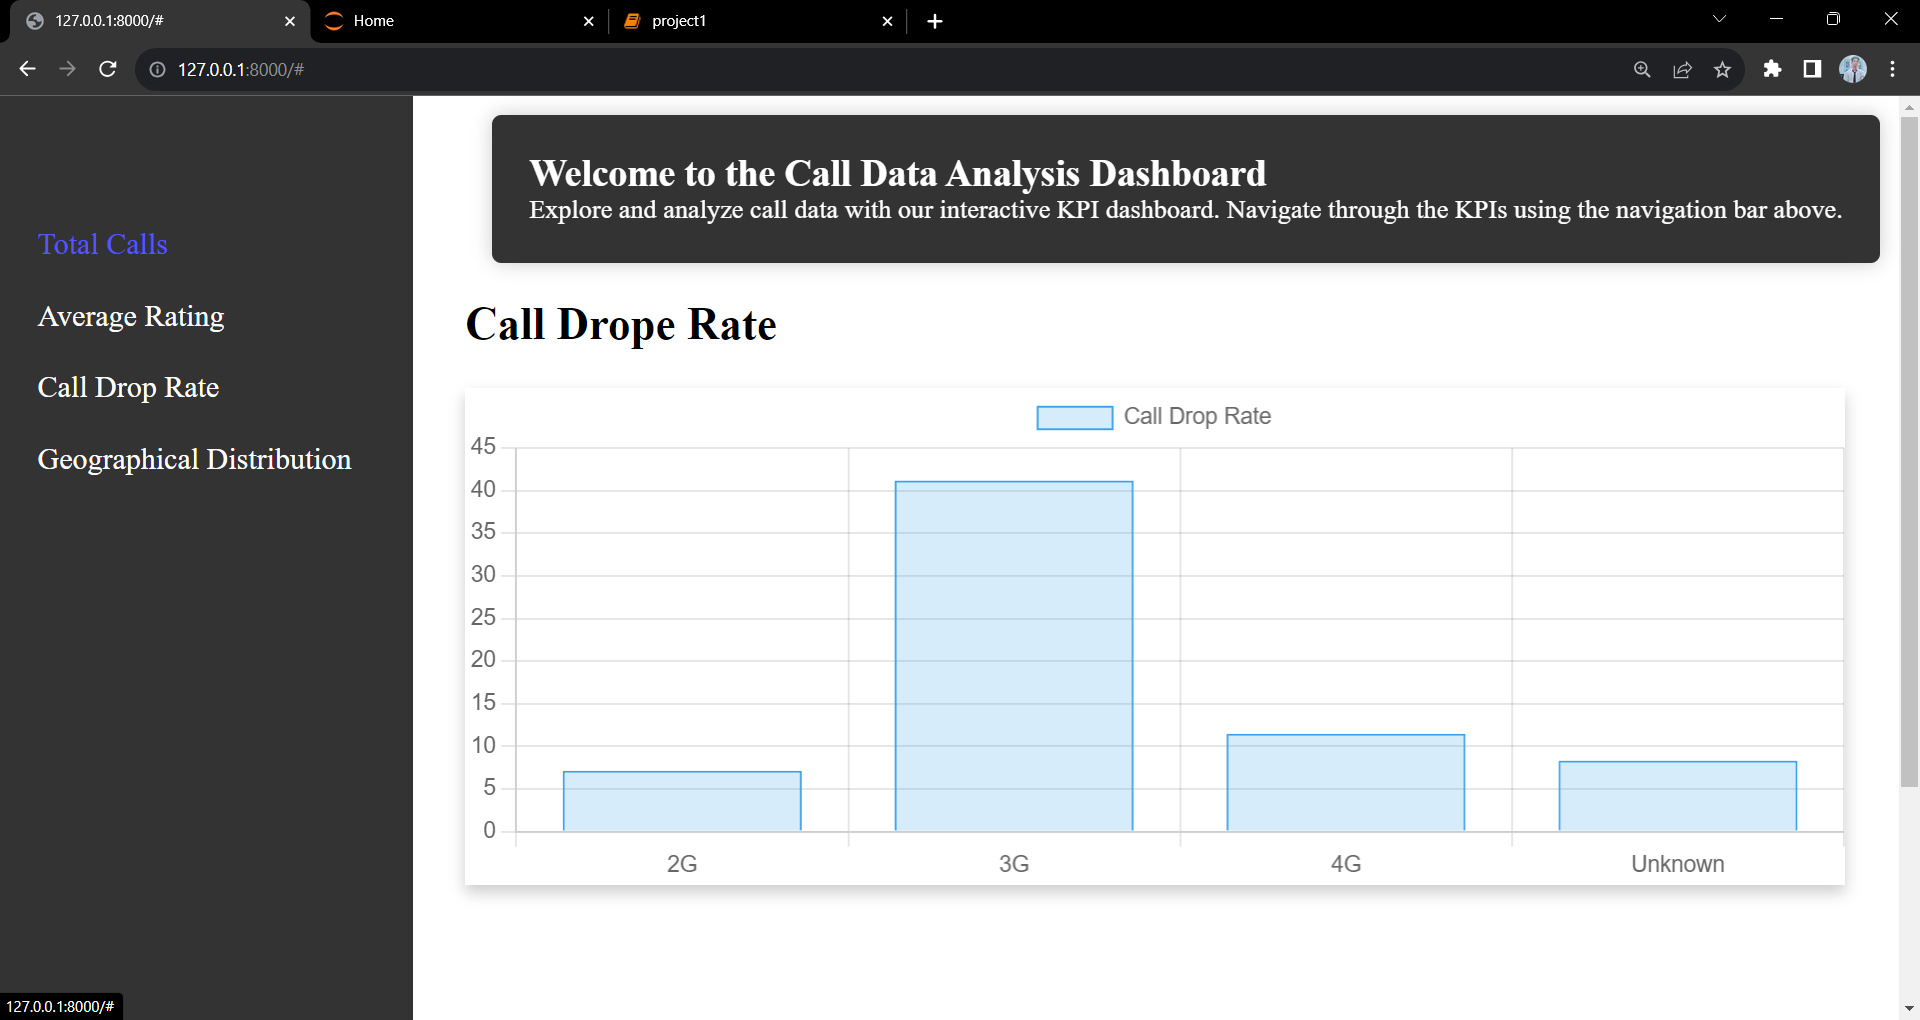 127.0.0.1:8000/#
Home
project1
127.0.0.1:8000/#
Total Calls
Average Rating
Call Drop Rate
Geographical Distribution
Welcome to the Call Data Analysis Dashboard
Explore and analyze call data with our interactive KPI dashboard. Navigate through the KPIs using the navigation bar above.
Call Drope Rate
Call Drop Rate
45
40
35
30
25
20
15
10
5
0
2G 3G 4G Unknown
127.0.0.1:8000/#